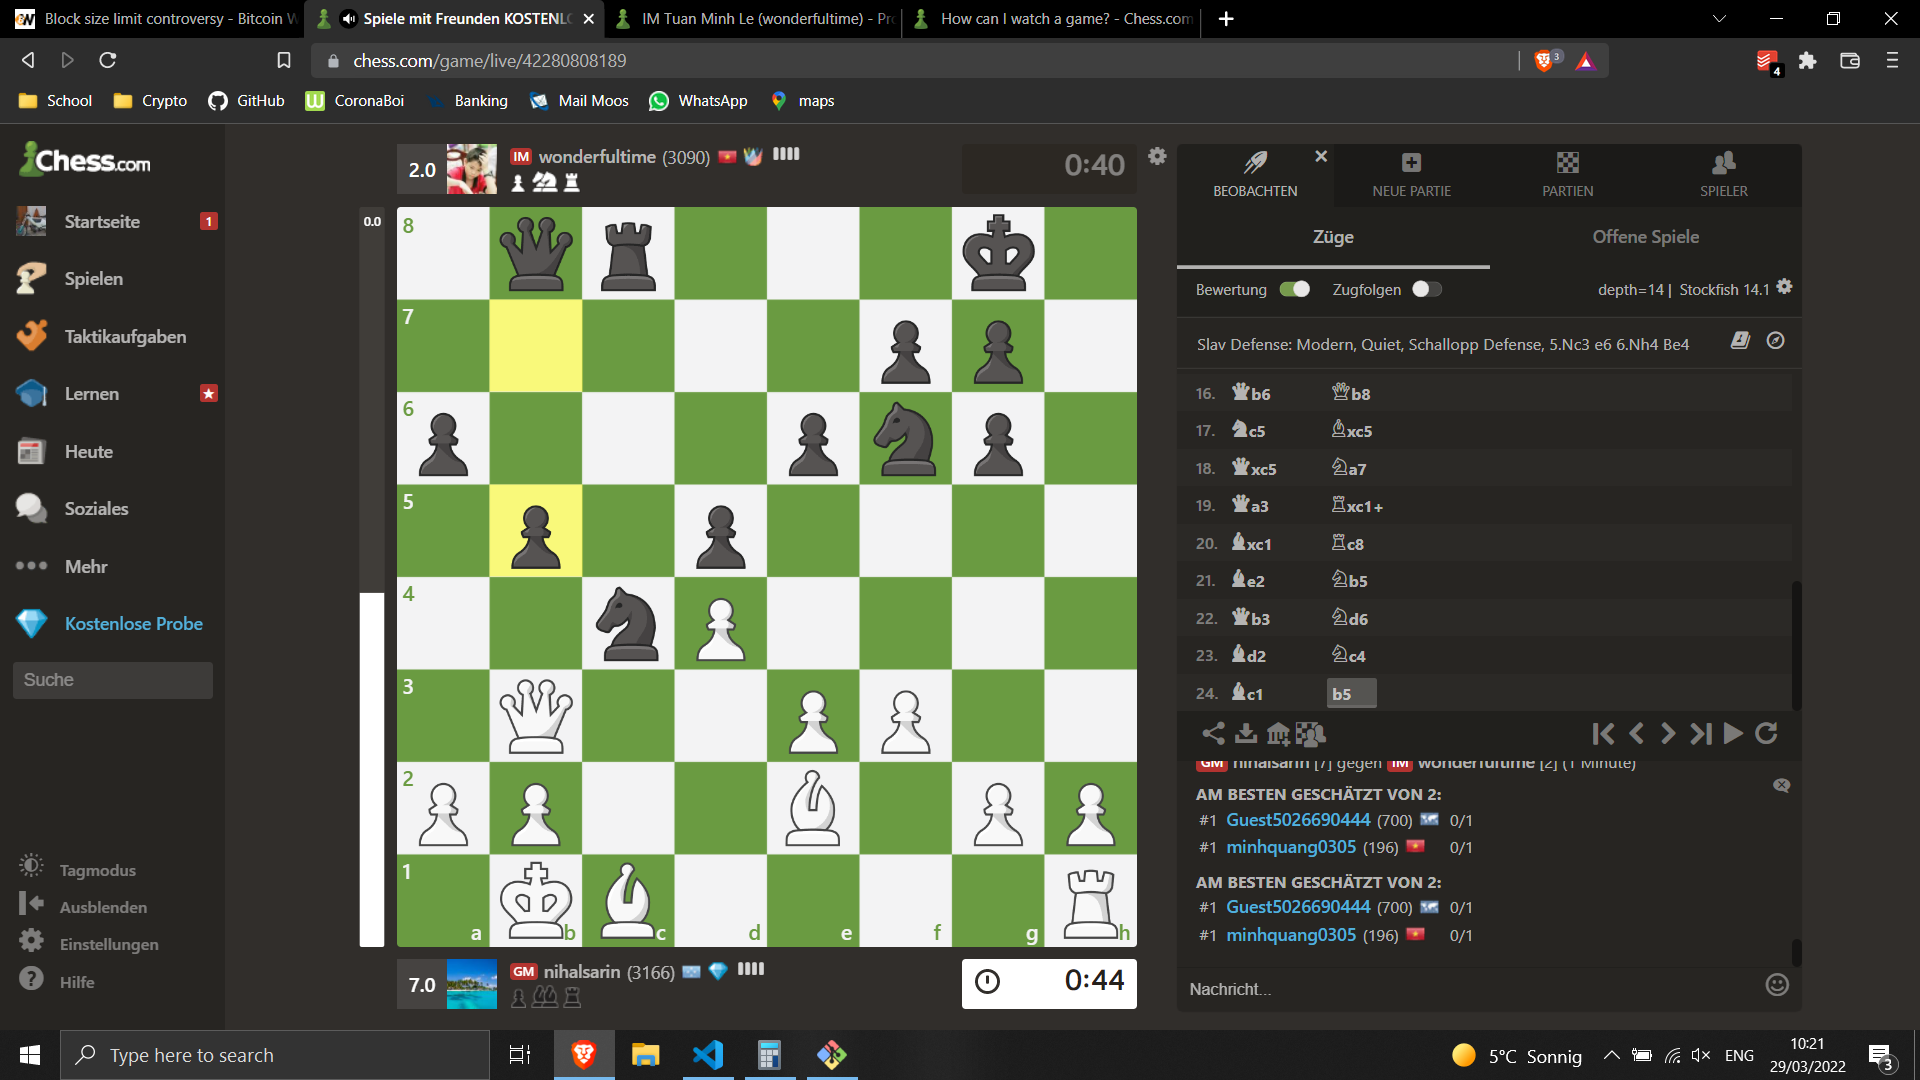 Block size limit controversy - Bitcoin W
Spiele mit Freunden KOSTENLO
IM Tuan Minh Le (wonderfultime) - Pro
How can I watch a game? - Chess.com
chess.com/game/live/42280808189
3
4
School
Crypto
GitHub
CoronaBoi
Banking
Mail Moos
WhatsApp
maps
Chess.com
Startseite
1
Spielen
Taktikaufgaben
Lernen
Heute
Soziales
Mehr
Kostenlose Probe
Suche
Tagmodus
Ausblenden
Einstellungen
Hilfe
2.0
IM wonderfultime (3090)
0:40
0.0
8
7
6
5
4
3
2
1
a b c d e f g h
7.0
GM nihalsarin (3166)
0:44
BEOBACHTEN
NEUE PARTIE
PARTIEN
SPIELER
Züge
Offene Spiele
Bewertung
Zugfolgen
depth=14 | Stockfish 14.1
Slav Defense: Modern, Quiet, Schallopp Defense, 5.Nc3 e6 6.Nh4 Be4
16. b6 b8
17. c5 xc5
18. xc5 a7
19. a3 xc1+
20. xc1 c8
21. e2 b5
22. b3 d6
23. d2 c4
24. c1 b5
GM nihalsarin [7] gegen IM wonderfultime [2] (1 Minute)
AM BESTEN GESCHÄTZT VON 2:
#1 Guest5026690444 (700) 0/1
#1 minhquang0305 (196) 0/1
AM BESTEN GESCHÄTZT VON 2:
#1 Guest5026690444 (700) 0/1
#1 minhquang0305 (196) 0/1
Nachricht...
Type here to search
5°C Sonnig
ENG
10:21
29/03/2022
3